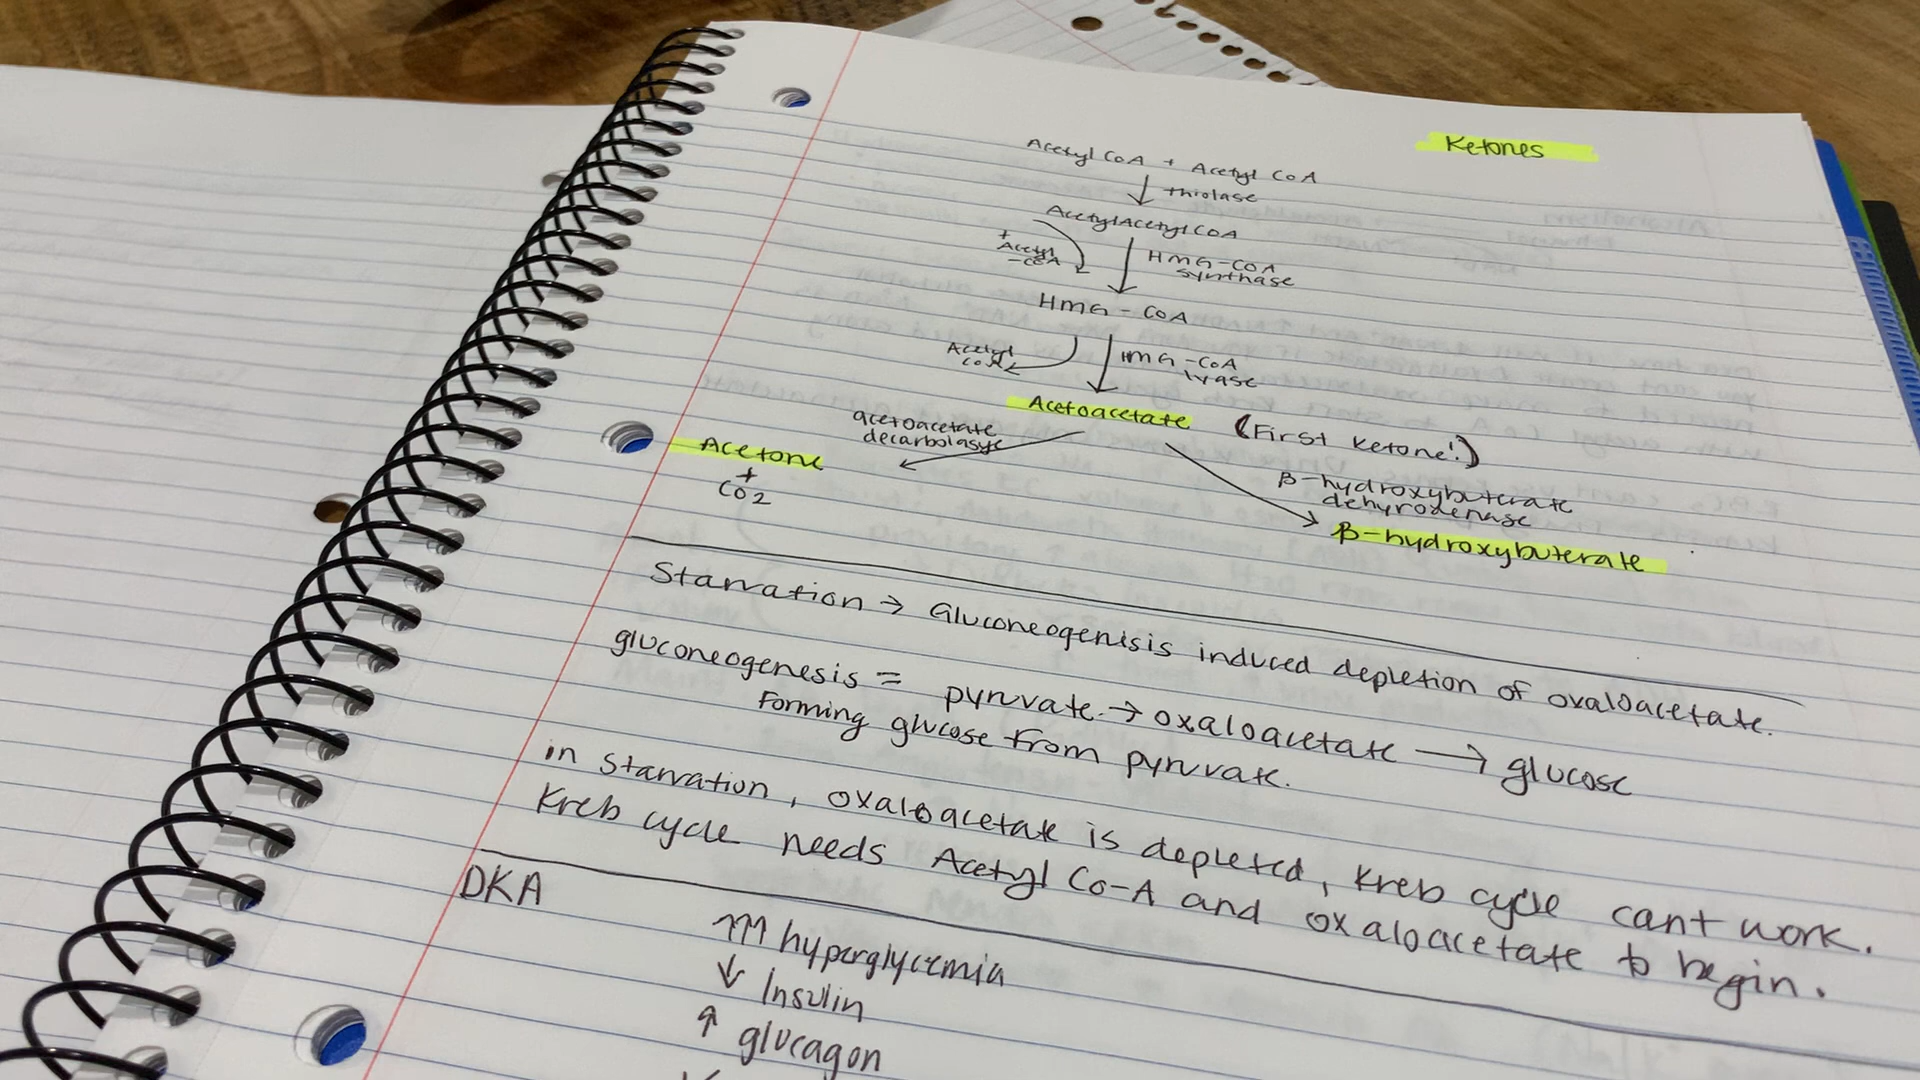 Ketones
Acetyl CoA + Acetyl CoA
↓ thiolase
AcetylAcetyl COA
+ Acetyl
-COA
HMG-COA
synthase
HMG - COA
Acetyl
COA
HMG-COA
lyase
Acetoacetate (First Ketone!)
acetoacetate
decarbolasye
Acetone
+
CO2
β-hydroxybuterate
dehyrodenase
β-hydroxybuterate
Starvation → Gluconeogenisis induced depletion of oxaloacetate.
gluconeogenesis = pyruvate → oxaloacetate → glucose
Forming glucose from pyruvate.
in starvation, oxaloacetate is depleted, Kreb cycle cant work.
Kreb cycle needs Acetyl Co-A and oxaloacetate to begin.
DKA
↑↑↑ hyperglycemia
↓ Insulin
↑ glucagon